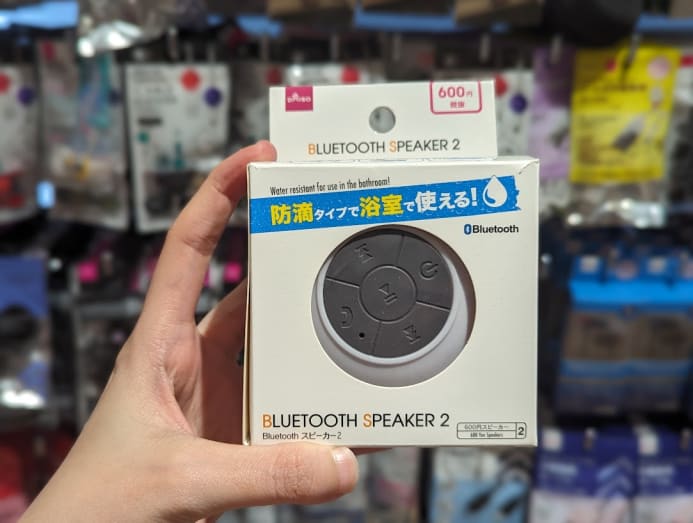 DAISO
600円
税抜
BLUETOOTH SPEAKER 2
Water resistant for use in the bathroom!
防滴タイプで浴室で使える!
Bluetooth
BLUETOOTH SPEAKER 2
Bluetooth スピーカー2
600円スピーカー
600 Yen Speakers
2